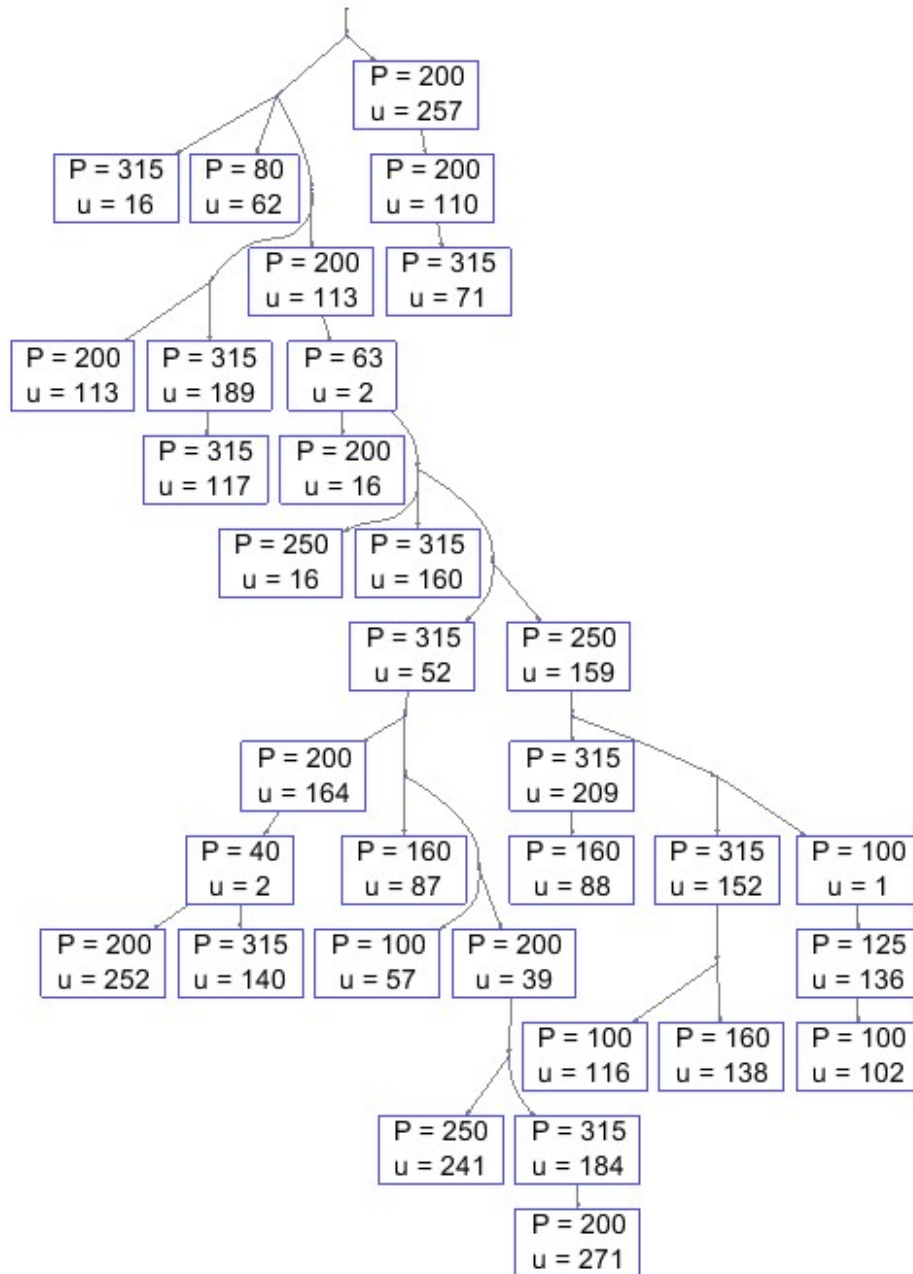 P = 200
u = 257
P = 315
u = 16
P = 80
u = 62
P = 200
u = 110
P = 200
u = 113
P = 315
u = 71
P = 200
u = 113
P = 315
u = 189
P = 63
u = 2
P = 315
u = 117
P = 200
u = 16
P = 250
u = 16
P = 315
u = 160
P = 315
u = 52
P = 250
u = 159
P = 200
u = 164
P = 315
u = 209
P = 40
u = 2
P = 160
u = 87
P = 160
u = 88
P = 315
u = 152
P = 100
u = 1
P = 200
u = 252
P = 315
u = 140
P = 100
u = 57
P = 200
u = 39
P = 125
u = 136
P = 100
u = 116
P = 160
u = 138
P = 100
u = 102
P = 250
u = 241
P = 315
u = 184
P = 200
u = 271